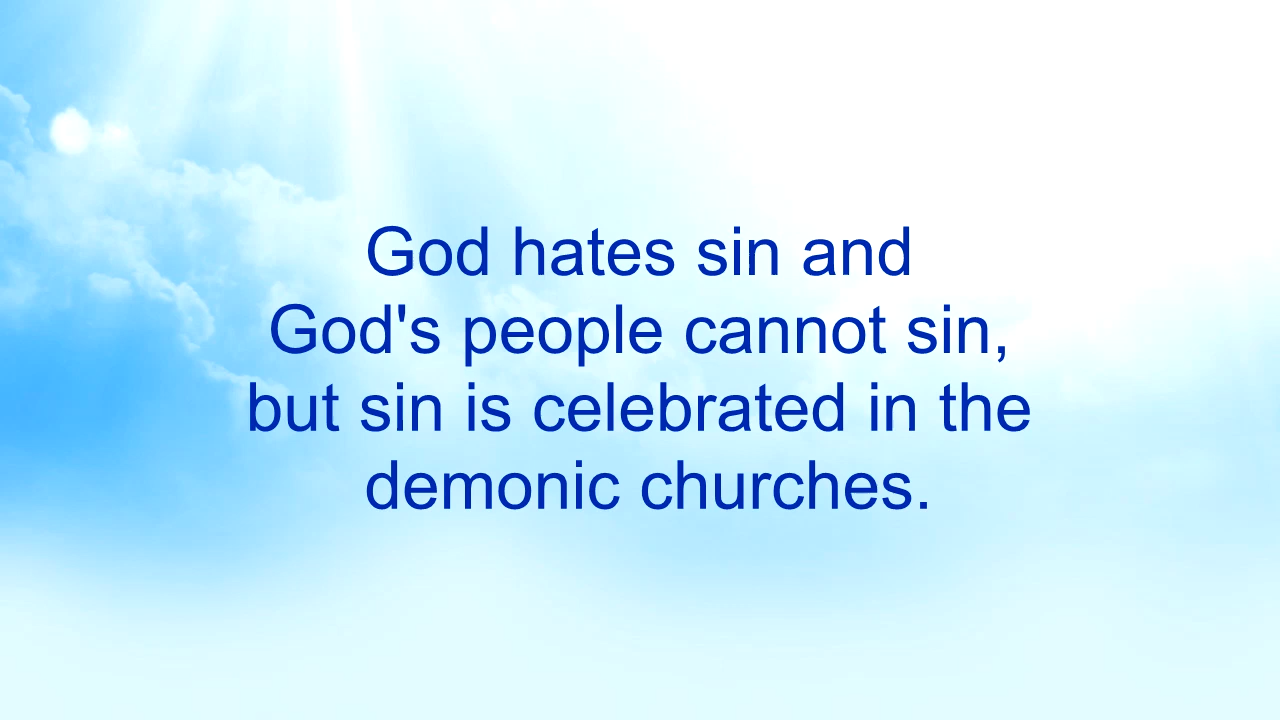 God hates sin and
God's people cannot sin,
but sin is celebrated in the
demonic churches.